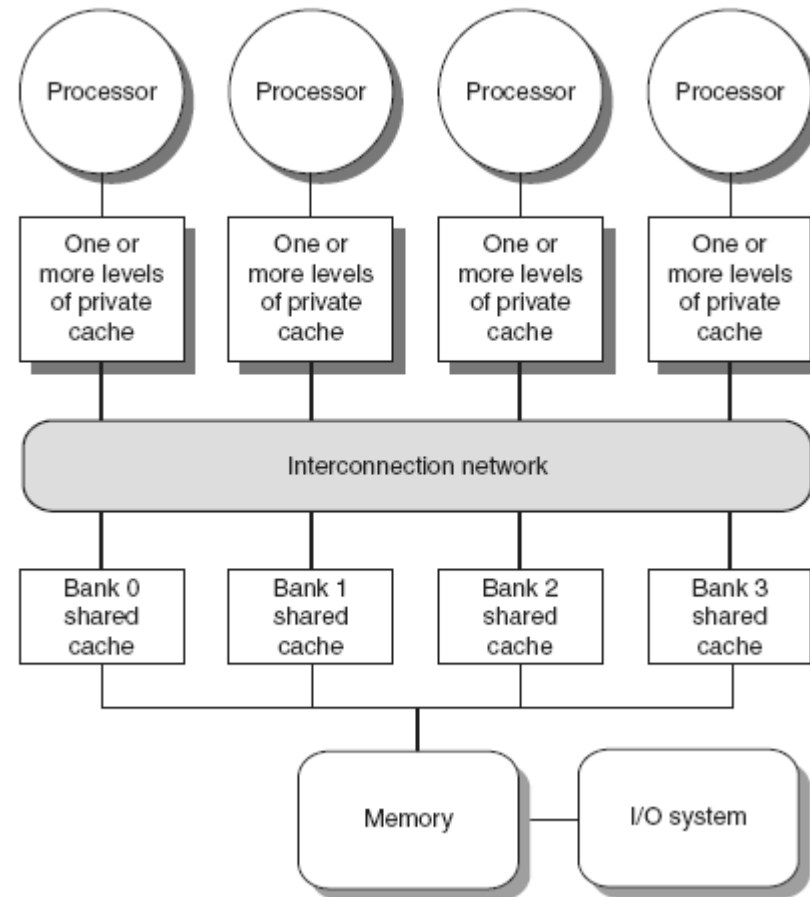 Processor
Processor
Processor
Processor
One or
more levels
of private
cache
One or
more levels
of private
cache
One or
more levels
of private
cache
One or
more levels
of private
cache
Interconnection network
Bank 0
shared
cache
Bank 1
shared
cache
Bank 2
shared
cache
Bank 3
shared
cache
Memory
I/O system